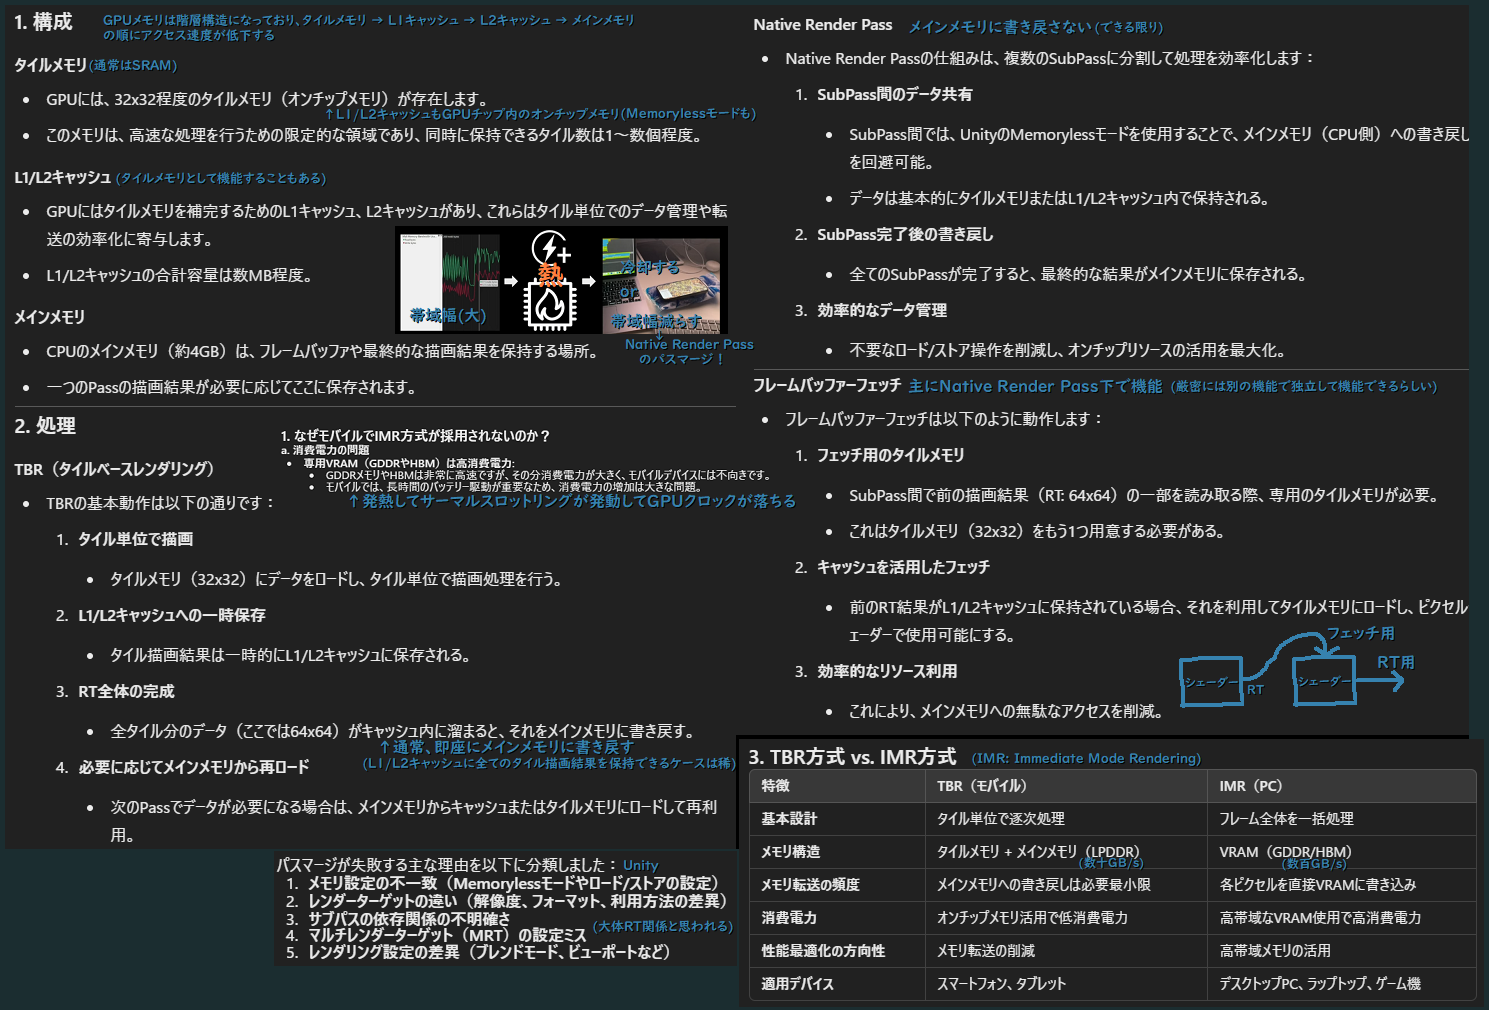 1. 構成
GPUメモリは階層構造になっており、タイルメモリ → L1キャッシュ → L2キャッシュ → メインメモリ
の順にアクセス速度が低下する
タイルメモリ(通常はSRAM)
• GPUには、32x32程度のタイルメモリ（オンチップメモリ）が存在します。
↑L1/L2キャッシュもGPUチップ内のオンチップメモリ(Memorylessモードも)
• このメモリは、高速な処理を行うための限定的な領域であり、同時に保持できるタイル数は1〜数個程度。
L1/L2キャッシュ (タイルメモリとして機能することもある)
• GPUにはタイルメモリを補完するためのL1キャッシュ、L2キャッシュがあり、これらはタイル単位でのデータ管理や転
送の効率化に寄与します。
• L1/L2キャッシュの合計容量は数MB程度。
帯域幅(大)
熱
冷却する
or
帯域幅減らす
↓
Native Render Pass
のパスマージ！
メインメモリ
• CPUのメインメモリ（約4GB）は、フレームバッファや最終的な描画結果を保持する場所。
• 一つのPassの描画結果が必要に応じてここに保存されます。
2. 処理
1. なぜモバイルでIMR方式が採用されないのか？
a. 消費電力の問題
• 専用VRAM（GDDRやHBM）は高消費電力:
• GDDRメモリやHBMは非常に高速ですが、その分消費電力が大きく、モバイルデバイスには不向きです。
• モバイルでは、長時間のバッテリー駆動が重要なため、消費電力の増加は大きな問題。
↑発熱してサーマルスロットリングが発動してGPUクロックが落ちる
TBR（タイルベースレンダリング）
• TBRの基本動作は以下の通りです：
1. タイル単位で描画
• タイルメモリ（32x32）にデータをロードし、タイル単位で描画処理を行う。
2. L1/L2キャッシュへの一時保存
• タイル描画結果は一時的にL1/L2キャッシュに保存される。
3. RT全体の完成
• 全タイル分のデータ（ここでは64x64）がキャッシュ内に溜まると、それをメインメモリに書き戻す。
↑通常、即座にメインメモリに書き戻す
(L1/L2キャッシュに全てのタイル描画結果を保持できるケースは稀)
4. 必要に応じてメインメモリから再ロード
• 次のPassでデータが必要になる場合は、メインメモリからキャッシュまたはタイルメモリにロードして再利
用。
パスマージが失敗する主な理由を以下に分類しました： Unity
1. メモリ設定の不一致（Memorylessモードやロード/ストアの設定）
2. レンダーターゲットの違い（解像度、フォーマット、利用方法の差異）
3. サブパスの依存関係の不明確さ
(大体RT関係と思われる)
4. マルチレンダーターゲット（MRT）の設定ミス
5. レンダリング設定の差異（ブレンドモード、ビューポートなど）
Native Render Pass メインメモリに書き戻さない(できる限り)
• Native Render Passの仕組みは、複数のSubPassに分割して処理を効率化します：
1. SubPass間のデータ共有
• SubPass間では、UnityのMemorylessモードを使用することで、メインメモリ（CPU側）への書き戻し
を回避可能。
• データは基本的にタイルメモリまたはL1/L2キャッシュ内で保持される。
2. SubPass完了後の書き戻し
• 全てのSubPassが完了すると、最終的な結果がメインメモリに保存される。
3. 効率的なデータ管理
• 不要なロード/ストア操作を削減し、オンチップリソースの活用を最大化。
フレームバッファーフェッチ 主にNative Render Pass下で機能 (厳密には別の機能で独立して機能できるらしい)
• フレームバッファーフェッチは以下のように動作します：
1. フェッチ用のタイルメモリ
• SubPass間で前の描画結果（RT: 64x64）の一部を読み取る際、専用のタイルメモリが必要。
• これはタイルメモリ（32x32）をもう1つ用意する必要がある。
2. キャッシュを活用したフェッチ
• 前のRT結果がL1/L2キャッシュに保持されている場合、それを利用してタイルメモリにロードし、ピクセル
ェーダーで使用可能にする。
3. 効率的なリソース利用
• これにより、メインメモリへの無駄なアクセスを削減。
フェッチ用
シェーダー RT シェーダー RT用
3. TBR方式 vs. IMR方式 (IMR: Immediate Mode Rendering)
特徴 TBR（モバイル） IMR（PC）
基本設計 タイル単位で逐次処理 フレーム全体を一括処理
メモリ構造 タイルメモリ + メインメモリ（LPDDR） VRAM（GDDR/HBM）
(数十GB/s) (数百GB/s)
メモリ転送の頻度 メインメモリへの書き戻しは必要最小限 各ピクセルを直接VRAMに書き込み
消費電力 オンチップメモリ活用で低消費電力 高帯域なVRAM使用で高消費電力
性能最適化の方向性 メモリ転送の削減 高帯域メモリの活用
適用デバイス スマートフォン、タブレット デスクトップPC、ラップトップ、ゲーム機